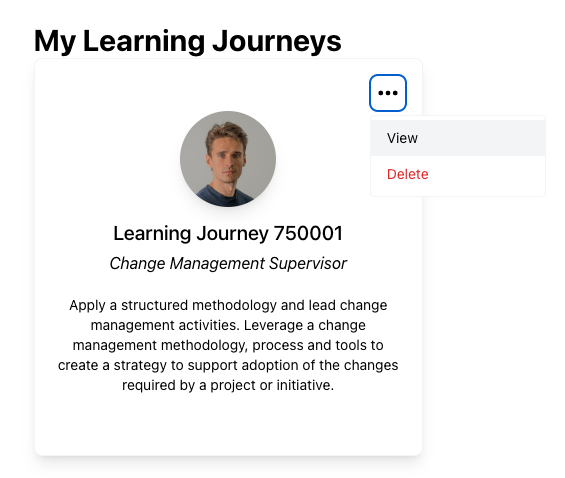 My Learning Journeys
View
Delete
Learning Journey 750001
Change Management Supervisor
Apply a structured methodology and lead change
management activities. Leverage a change
management methodology, process and tools to
create a strategy to support adoption of the changes
required by a project or initiative.